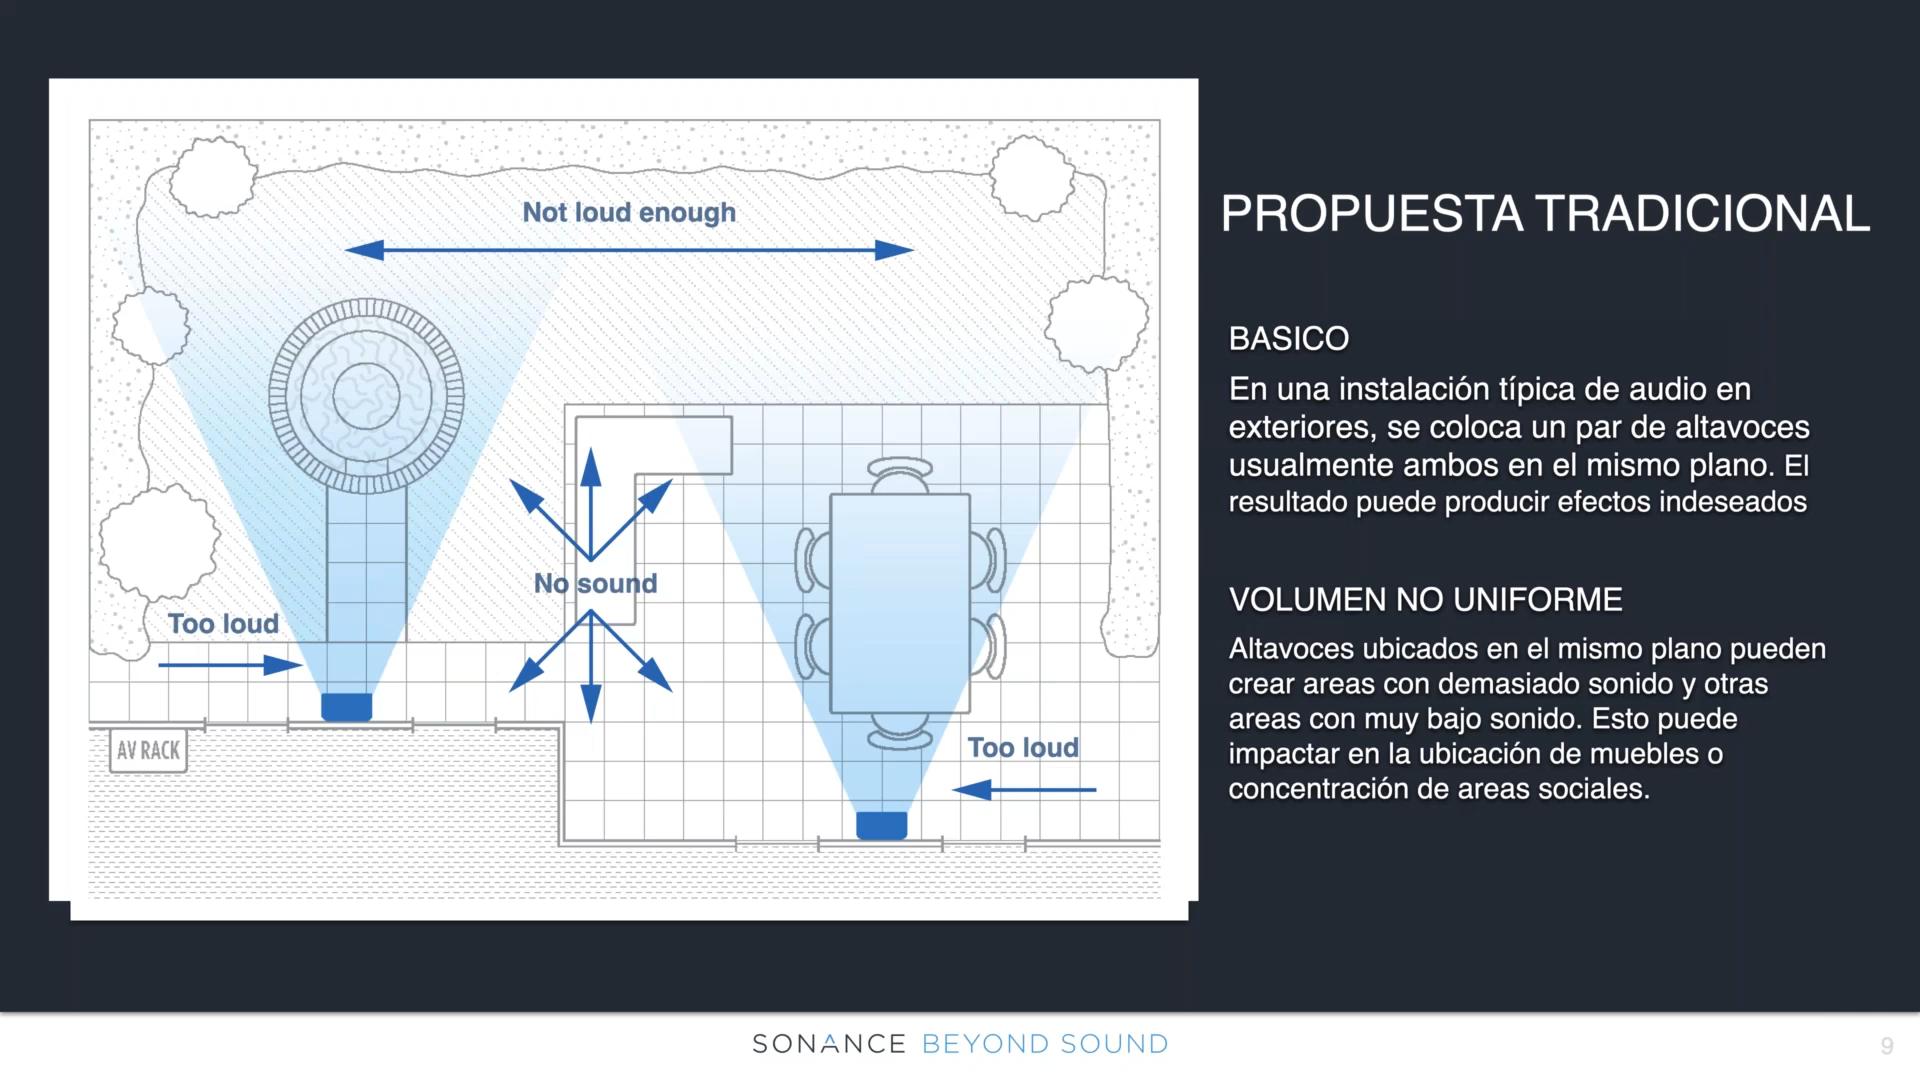 Not loud enough
No sound
Too loud
Too loud
AV RACK
PROPUESTA TRADICIONAL
BASICO
En una instalación típica de audio en
exteriores, se coloca un par de altavoces
usualmente ambos en el mismo plano. El
resultado puede producir efectos indeseados
VOLUMEN NO UNIFORME
Altavoces ubicados en el mismo plano pueden
crear areas con demasiado sonido y otras
areas con muy bajo sonido. Esto puede
impactar en la ubicación de muebles o
concentración de areas sociales.
SONANCE BEYOND SOUND
9